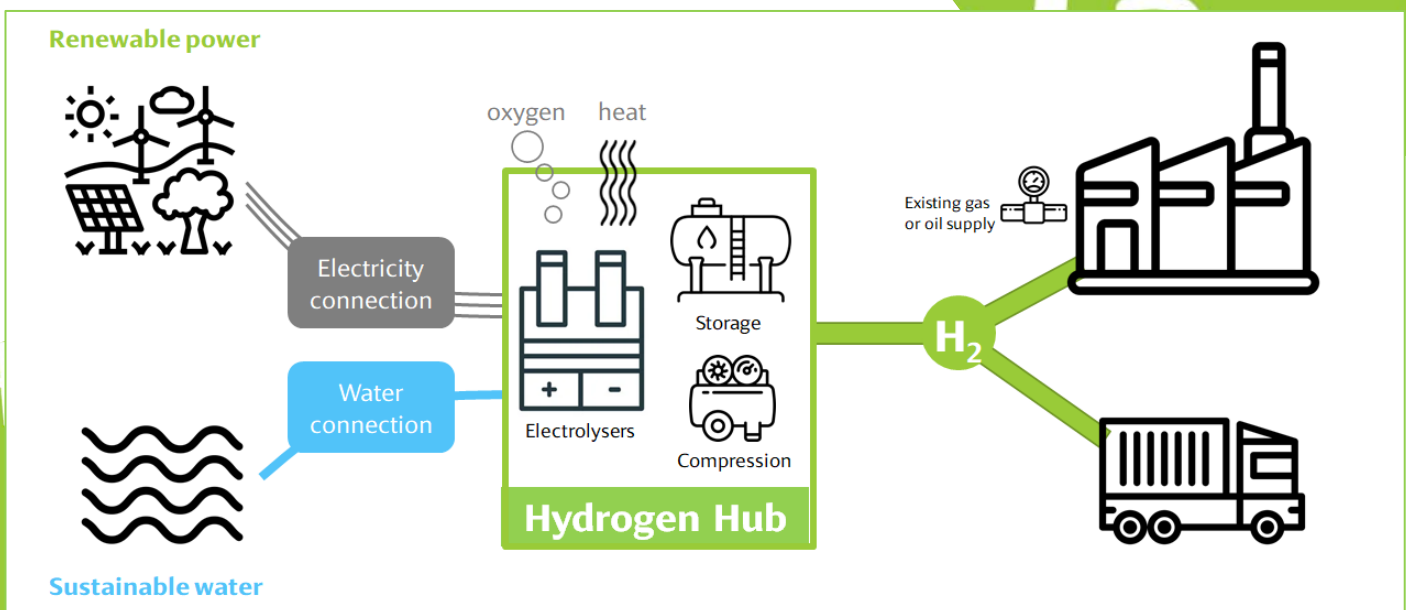 Renewable power
oxygen heat
Electricity
connection
Water
connection
Sustainable water
+ -
Electrolysers
Storage
Compression
Hydrogen Hub
H₂
Existing gas
or oil supply